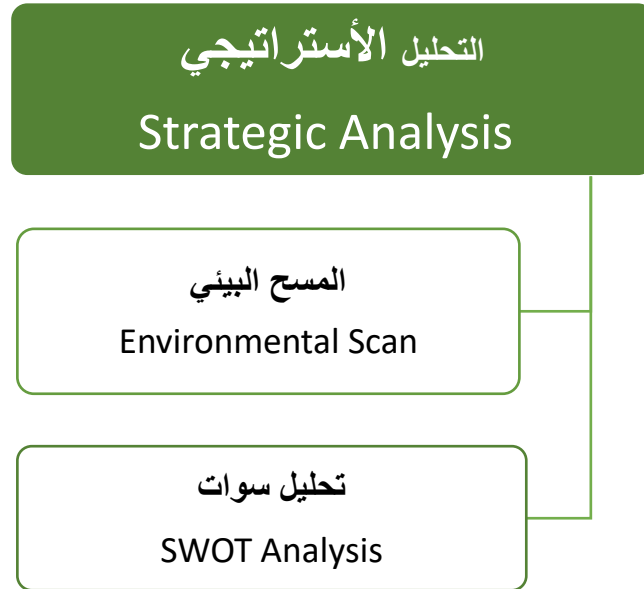 التحليل الأستراتيجي
Strategic Analysis
المسح البيئي
Environmental Scan
تحليل سوات
SWOT Analysis